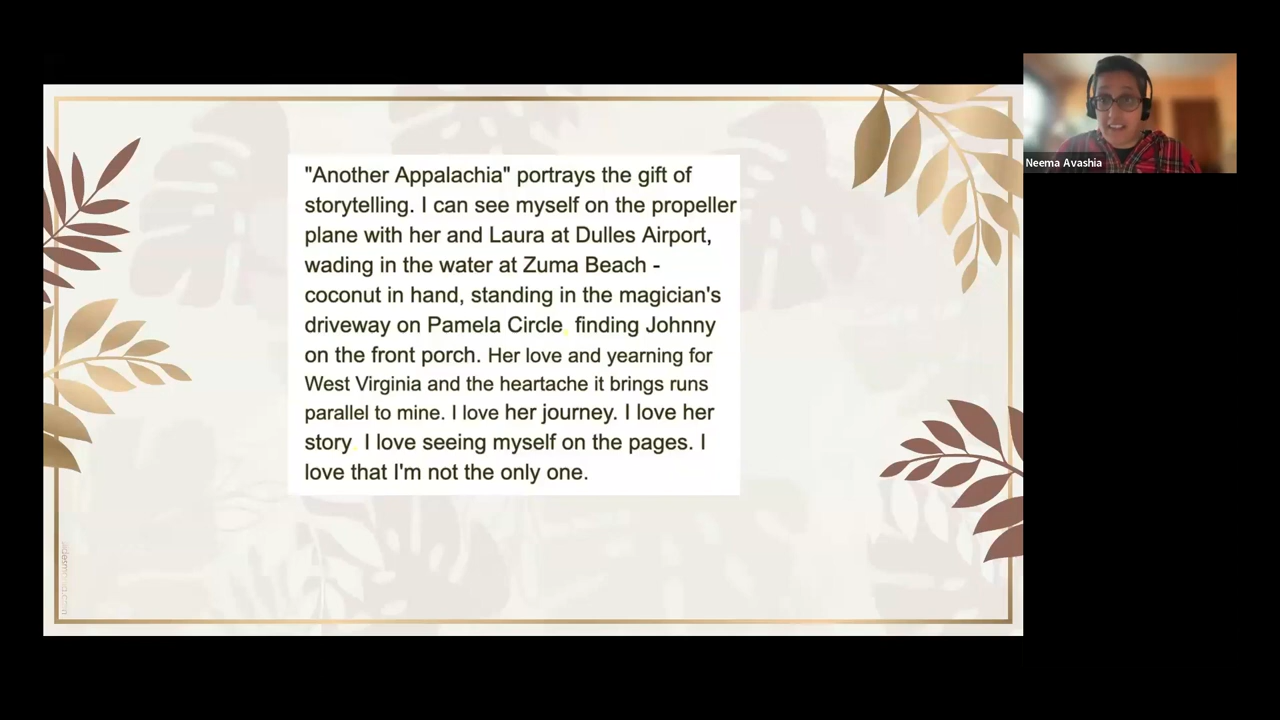 "Another Appalachia" portrays the gift of
storytelling. I can see myself on the propeller
plane with her and Laura at Dulles Airport,
wading in the water at Zuma Beach -
coconut in hand, standing in the magician's
driveway on Pamela Circle, finding Johnny
on the front porch. Her love and yearning for
West Virginia and the heartache it brings runs
parallel to mine. I love her journey. I love her
story. I love seeing myself on the pages. I
love that I'm not the only one.
Neema Avashia